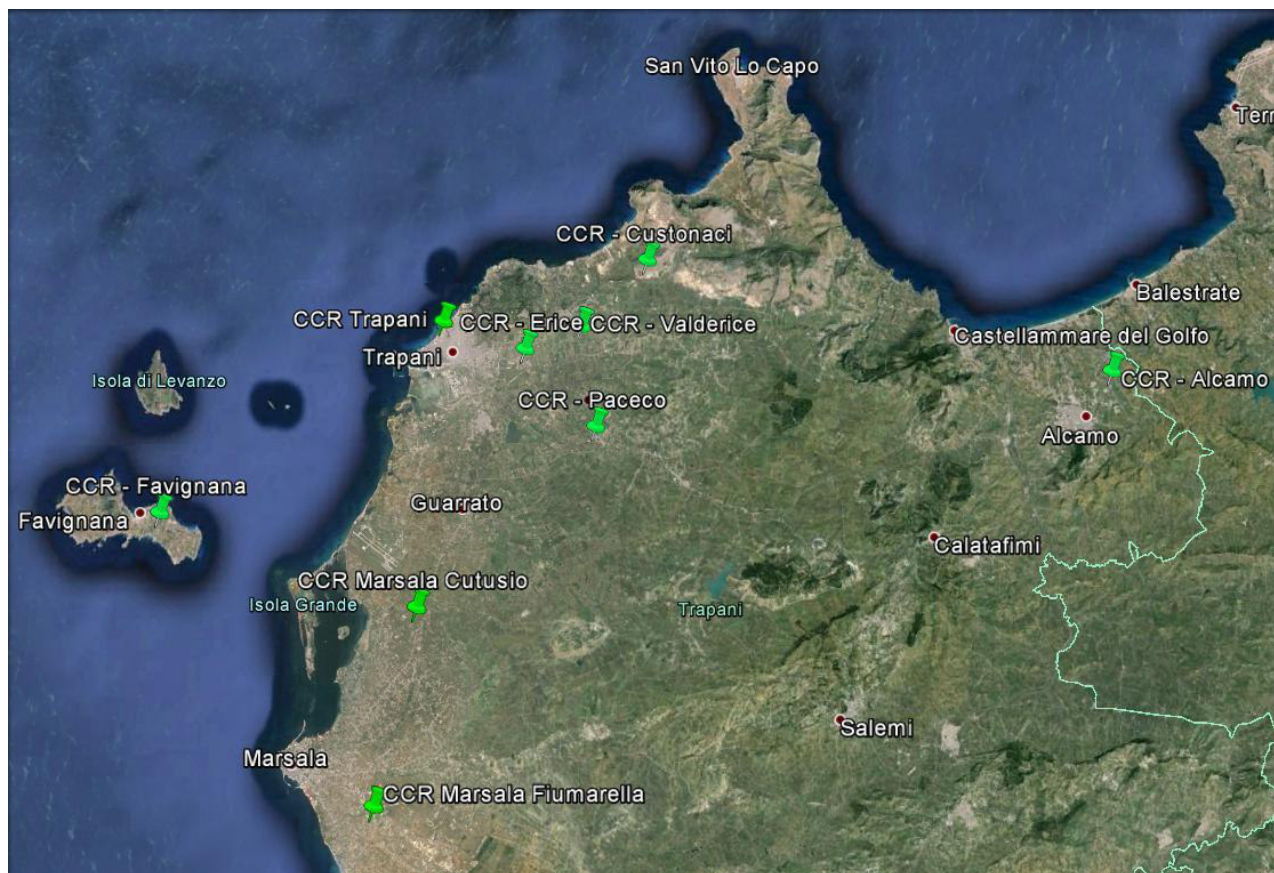 San Vito Lo Capo
Terr
CCR - Custonaci
Balestrate
CCR Trapani
CCR - Erice
CCR - Valderice
Castellammare del Golfo
Trapani
CCR - Alcamo
Isola di Levanzo
CCR - Paceco
Alcamo
CCR - Favignana
Guarrato
Favignana
Calatafimi
CCR Marsala Cutusio
Isola Grande
Trapani
Salemi
Marsala
CCR Marsala Fiumarella